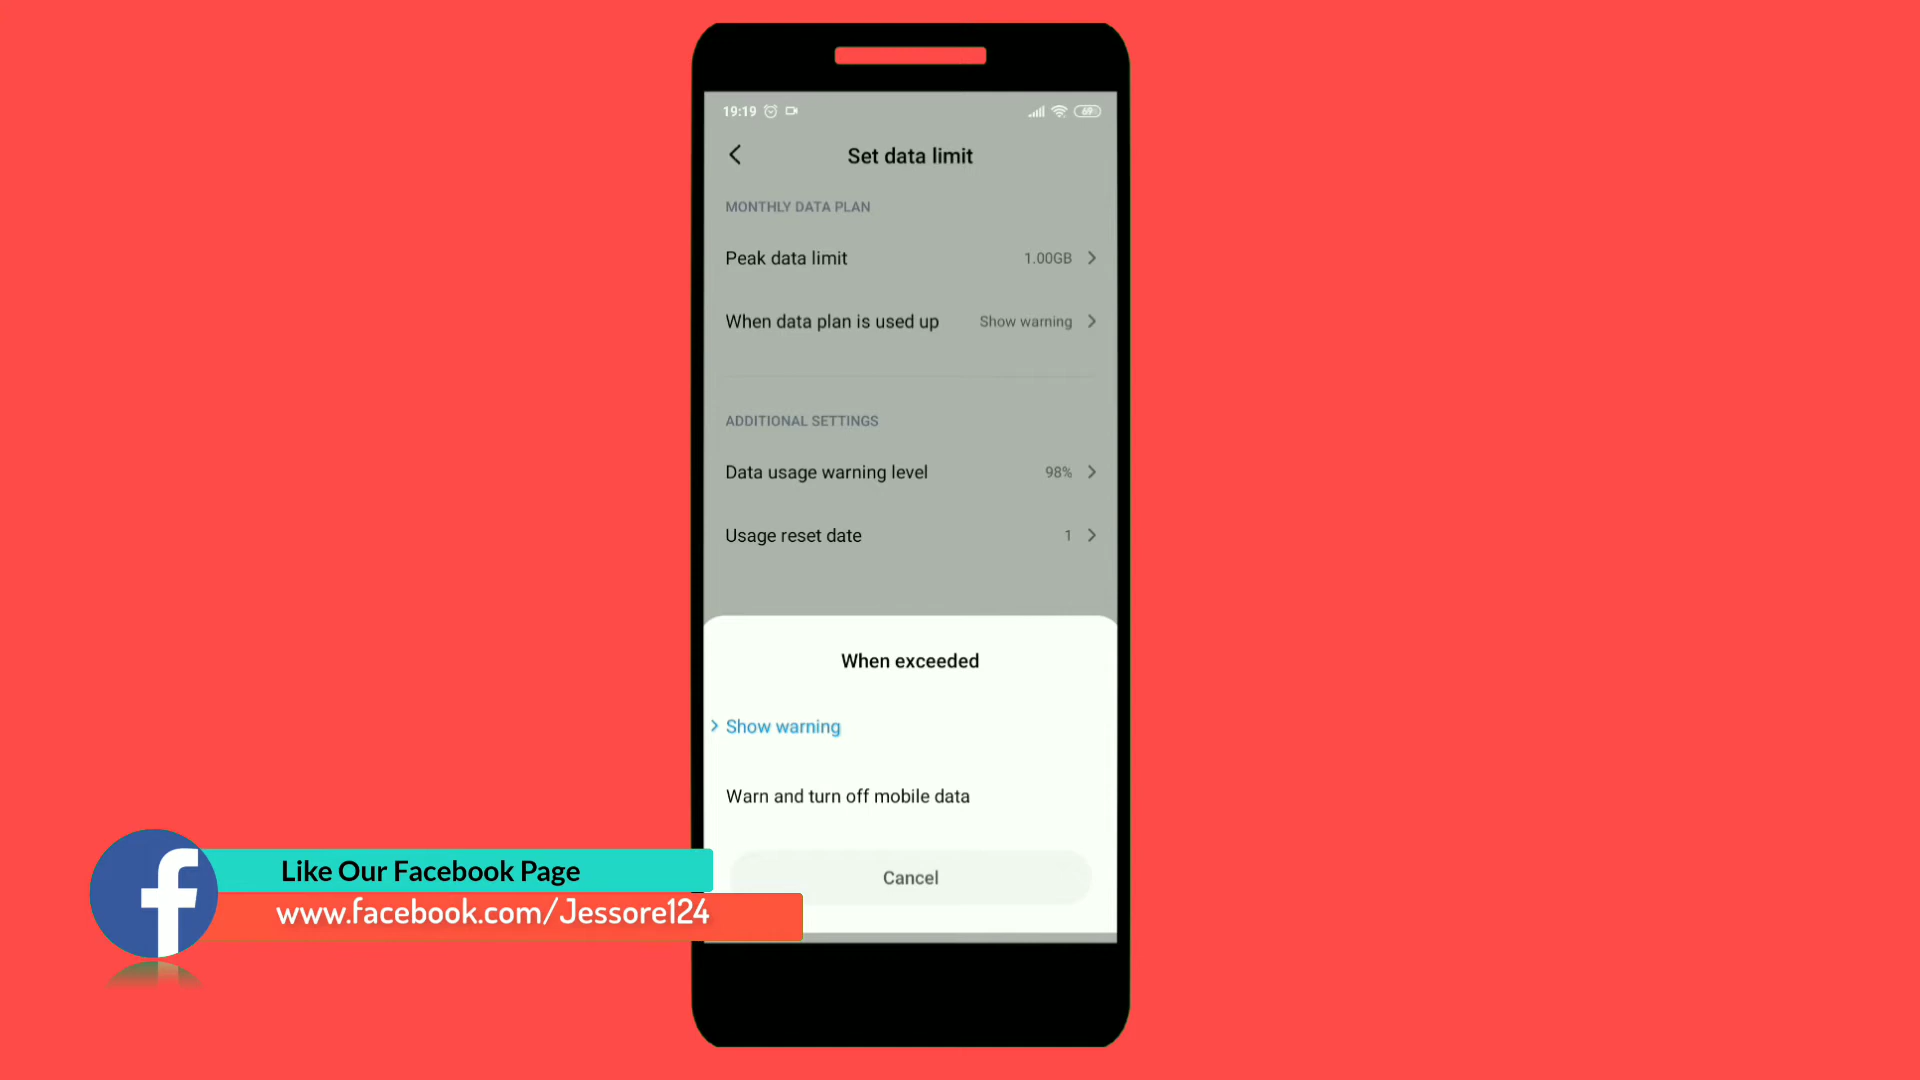 19:19
69
Set data limit
MONTHLY DATA PLAN
Peak data limit 1.00GB
When data plan is used up Show warning
ADDITIONAL SETTINGS
Data usage warning level 98%
Usage reset date 1
When exceeded
Show warning
Warn and turn off mobile data
Cancel
Like Our Facebook Page
www.facebook.com/Jessore124